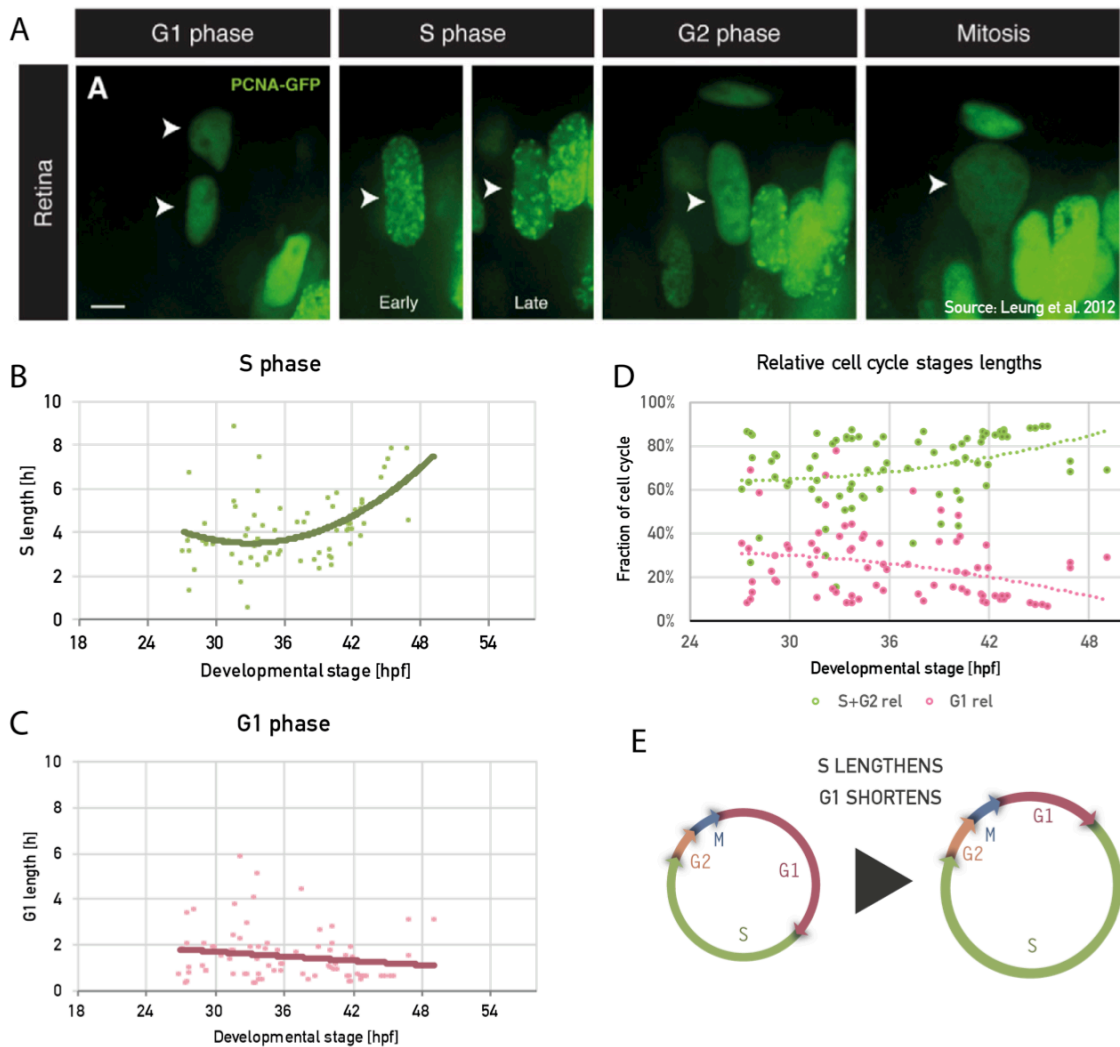 A
G1 phase
S phase
G2 phase
Mitosis
Retina
A
PCNA-GFP
Early
Late
Source: Leung et al. 2012
B
S phase
S length [h]
10
8
6
4
2
0
18 24 30 36 42 48 54
Developmental stage [hpf]
C
G1 phase
G1 length [h]
10
8
6
4
2
0
18 24 30 36 42 48 54
Developmental stage [hpf]
D
Relative cell cycle stages lengths
Fraction of cell cycle
100%
80%
60%
40%
20%
0%
24 30 36 42 48
Developmental stage [hpf]
S+G2 rel G1 rel
E
S LENGTHENS
G1 SHORTENS
M
G2
G1
S
G1
M
G2
S